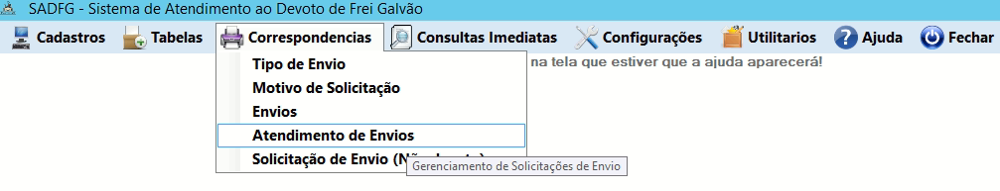 SADFG - Sistema de Atendimento ao Devoto de Frei Galvão
Cadastros Tabelas Correspondencias Consultas Imediatas Configurações Utilitarios Ajuda Fechar
na tela que estiver que a ajuda aparecerá!
Tipo de Envio
Motivo de Solicitação
Envios
Atendimento de Envios
Solicitação de Envio
Gerenciamento de Solicitações de Envio